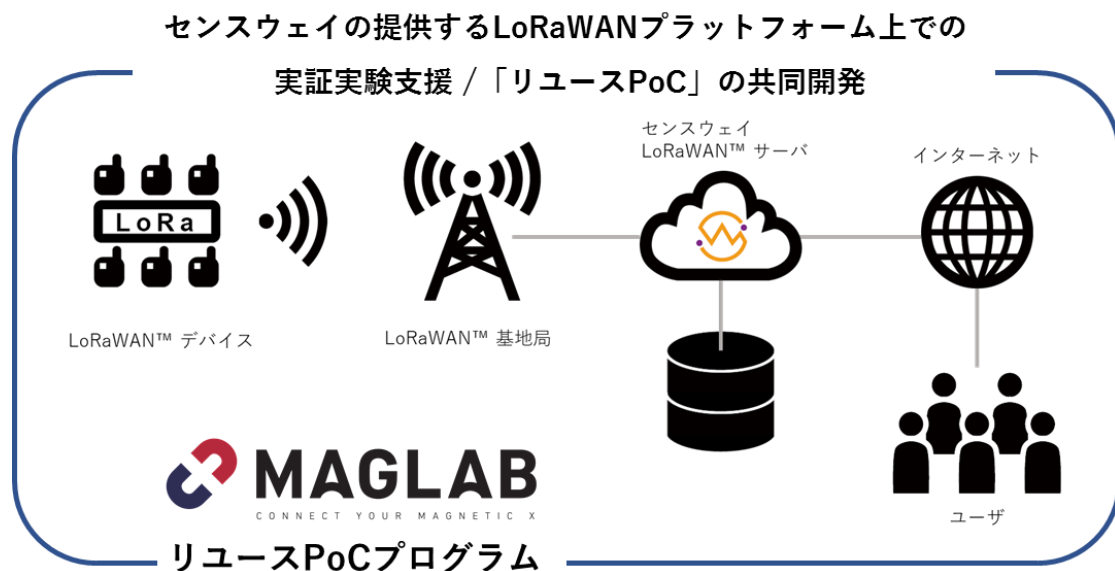 センスウェイの提供するLoRaWANプラットフォーム上での
実証実験支援 /「リユースPoC」の共同開発
センスウェイ
LoRaWAN™ サーバ
インターネット
LoRa
LoRaWAN™ デバイス
LoRaWAN™ 基地局
MAGLAB
CONNECT YOUR MAGNETIC X
リユースPoCプログラム
ユーザ